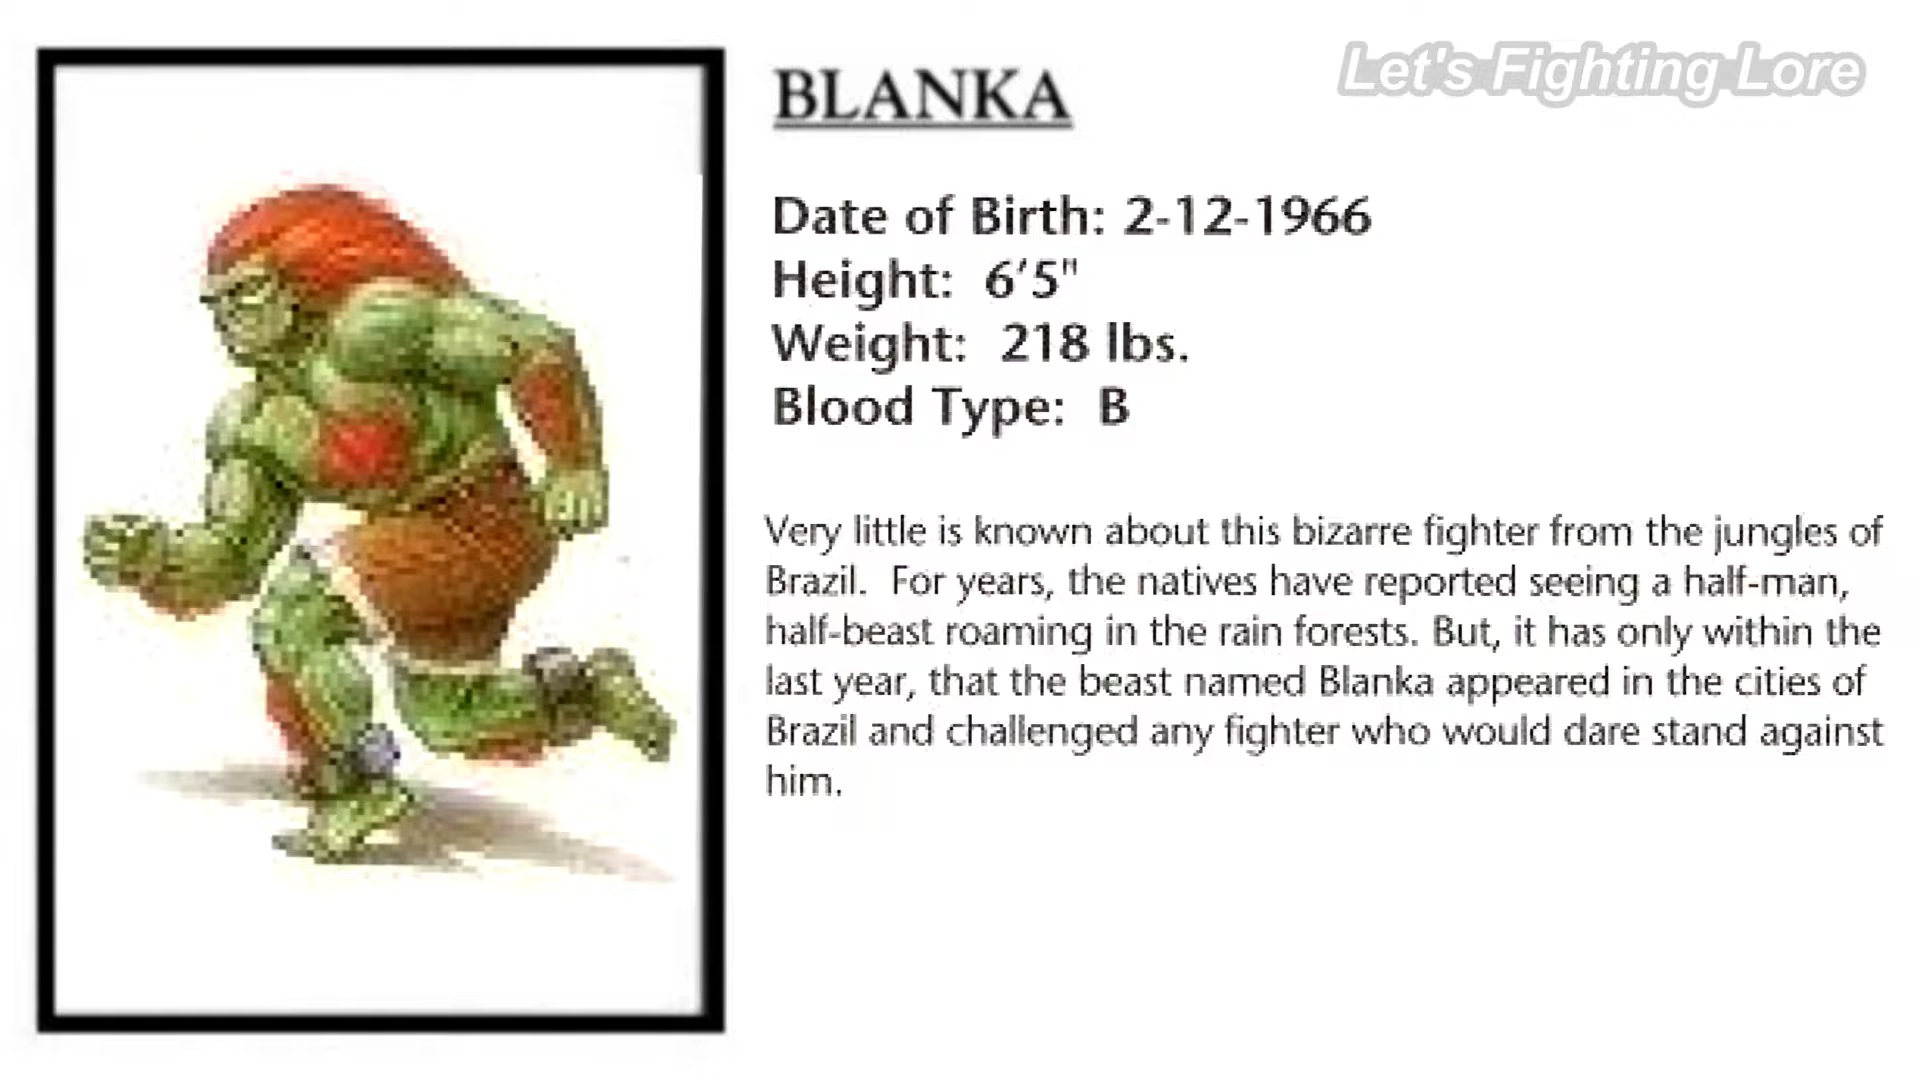 Let's Fighting Lore
BLANKA
Date of Birth: 2-12-1966
Height: 6'5"
Weight: 218 lbs.
Blood Type: B
Very little is known about this bizarre fighter from the jungles of
Brazil. For years, the natives have reported seeing a half-man,
half-beast roaming in the rain forests. But, it has only within the
last year, that the beast named Blanka appeared in the cities of
Brazil and challenged any fighter who would dare stand against
him.